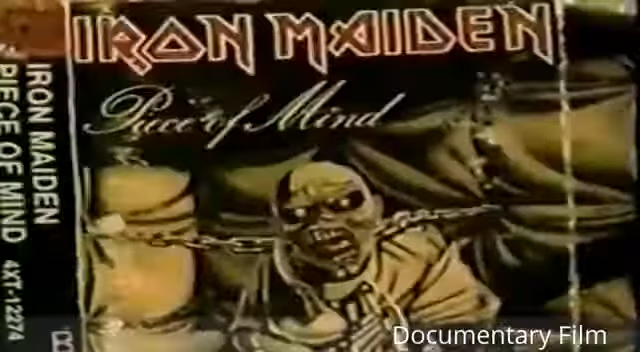 IRON MAIDEN
Piece of Mind
IRON MAIDEN
PIECE OF MIND 4XT-12274
Documentary Film